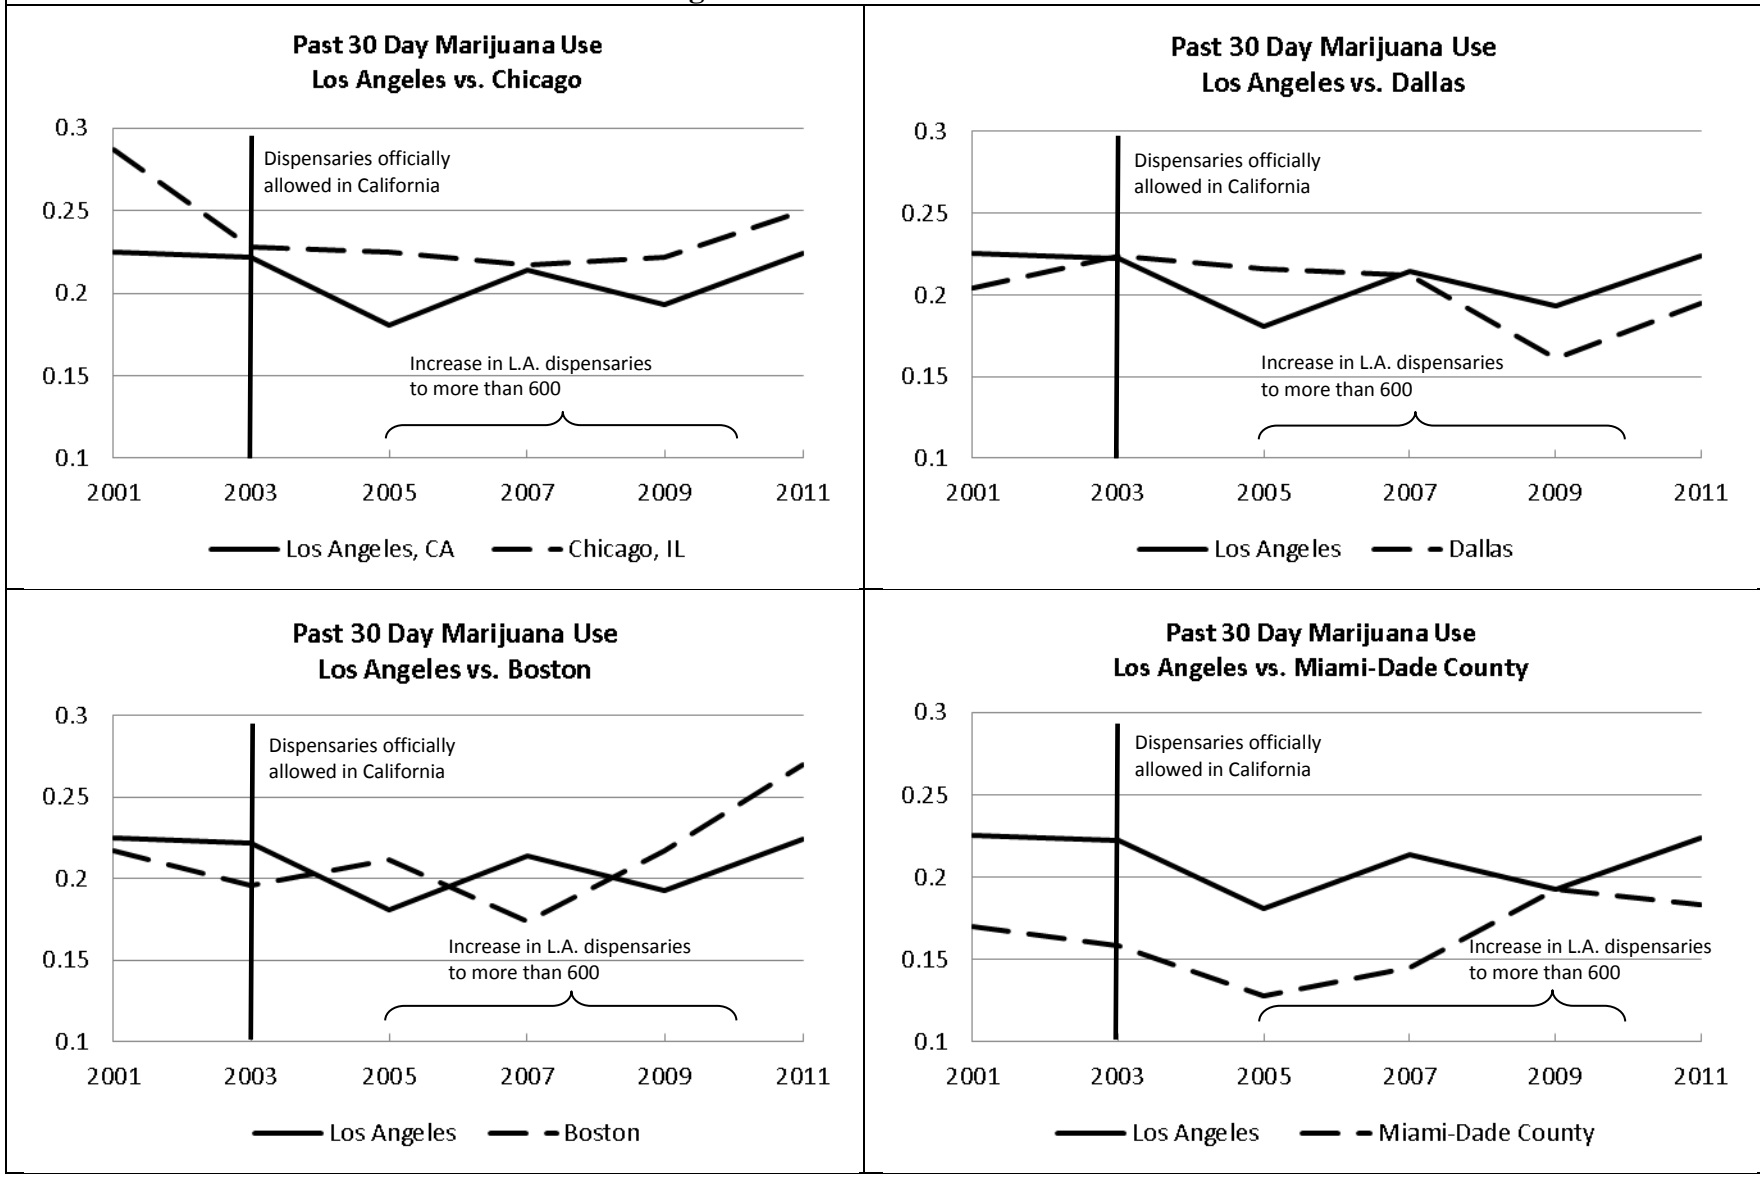 Past 30 Day Marijuana Use
Los Angeles vs. Chicago
0.3
0.25
0.2
0.15
0.1
Dispensaries officially
allowed in California
Increase in L.A. dispensaries
to more than 600
2001 2003 2005 2007 2009 2011
Los Angeles, CA Chicago, IL
Past 30 Day Marijuana Use
Los Angeles vs. Dallas
0.3
0.25
0.2
0.15
0.1
Dispensaries officially
allowed in California
Increase in L.A. dispensaries
to more than 600
2001 2003 2005 2007 2009 2011
Los Angeles Dallas
Past 30 Day Marijuana Use
Los Angeles vs. Boston
0.3
0.25
0.2
0.15
0.1
Dispensaries officially
allowed in California
Increase in L.A. dispensaries
to more than 600
2001 2003 2005 2007 2009 2011
Los Angeles Boston
Past 30 Day Marijuana Use
Los Angeles vs. Miami-Dade County
0.3
0.25
0.2
0.15
0.1
Dispensaries officially
allowed in California
Increase in L.A. dispensaries
to more than 600
2001 2003 2005 2007 2009 2011
Los Angeles Miami-Dade County